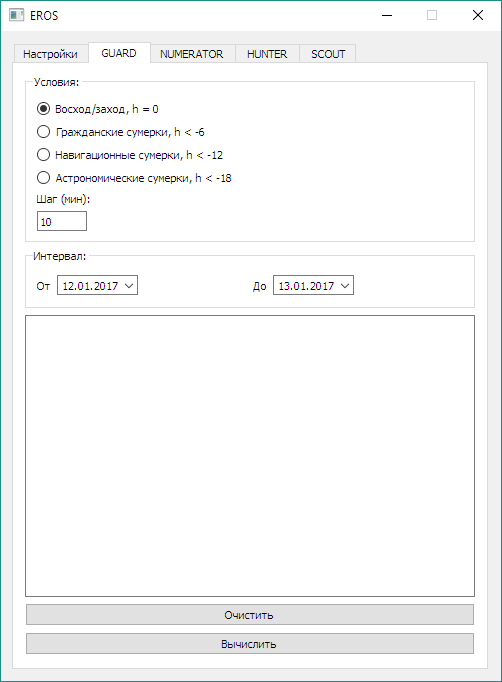 EROS
Настройки GUARD NUMERATOR HUNTER SCOUT
Условия:
Восход/заход, h = 0
Гражданские сумерки, h < -6
Навигационные сумерки, h < -12
Астрономические сумерки, h < -18
Шаг (мин):
10
Интервал:
От 12.01.2017 До 13.01.2017
Очистить
Вычислить